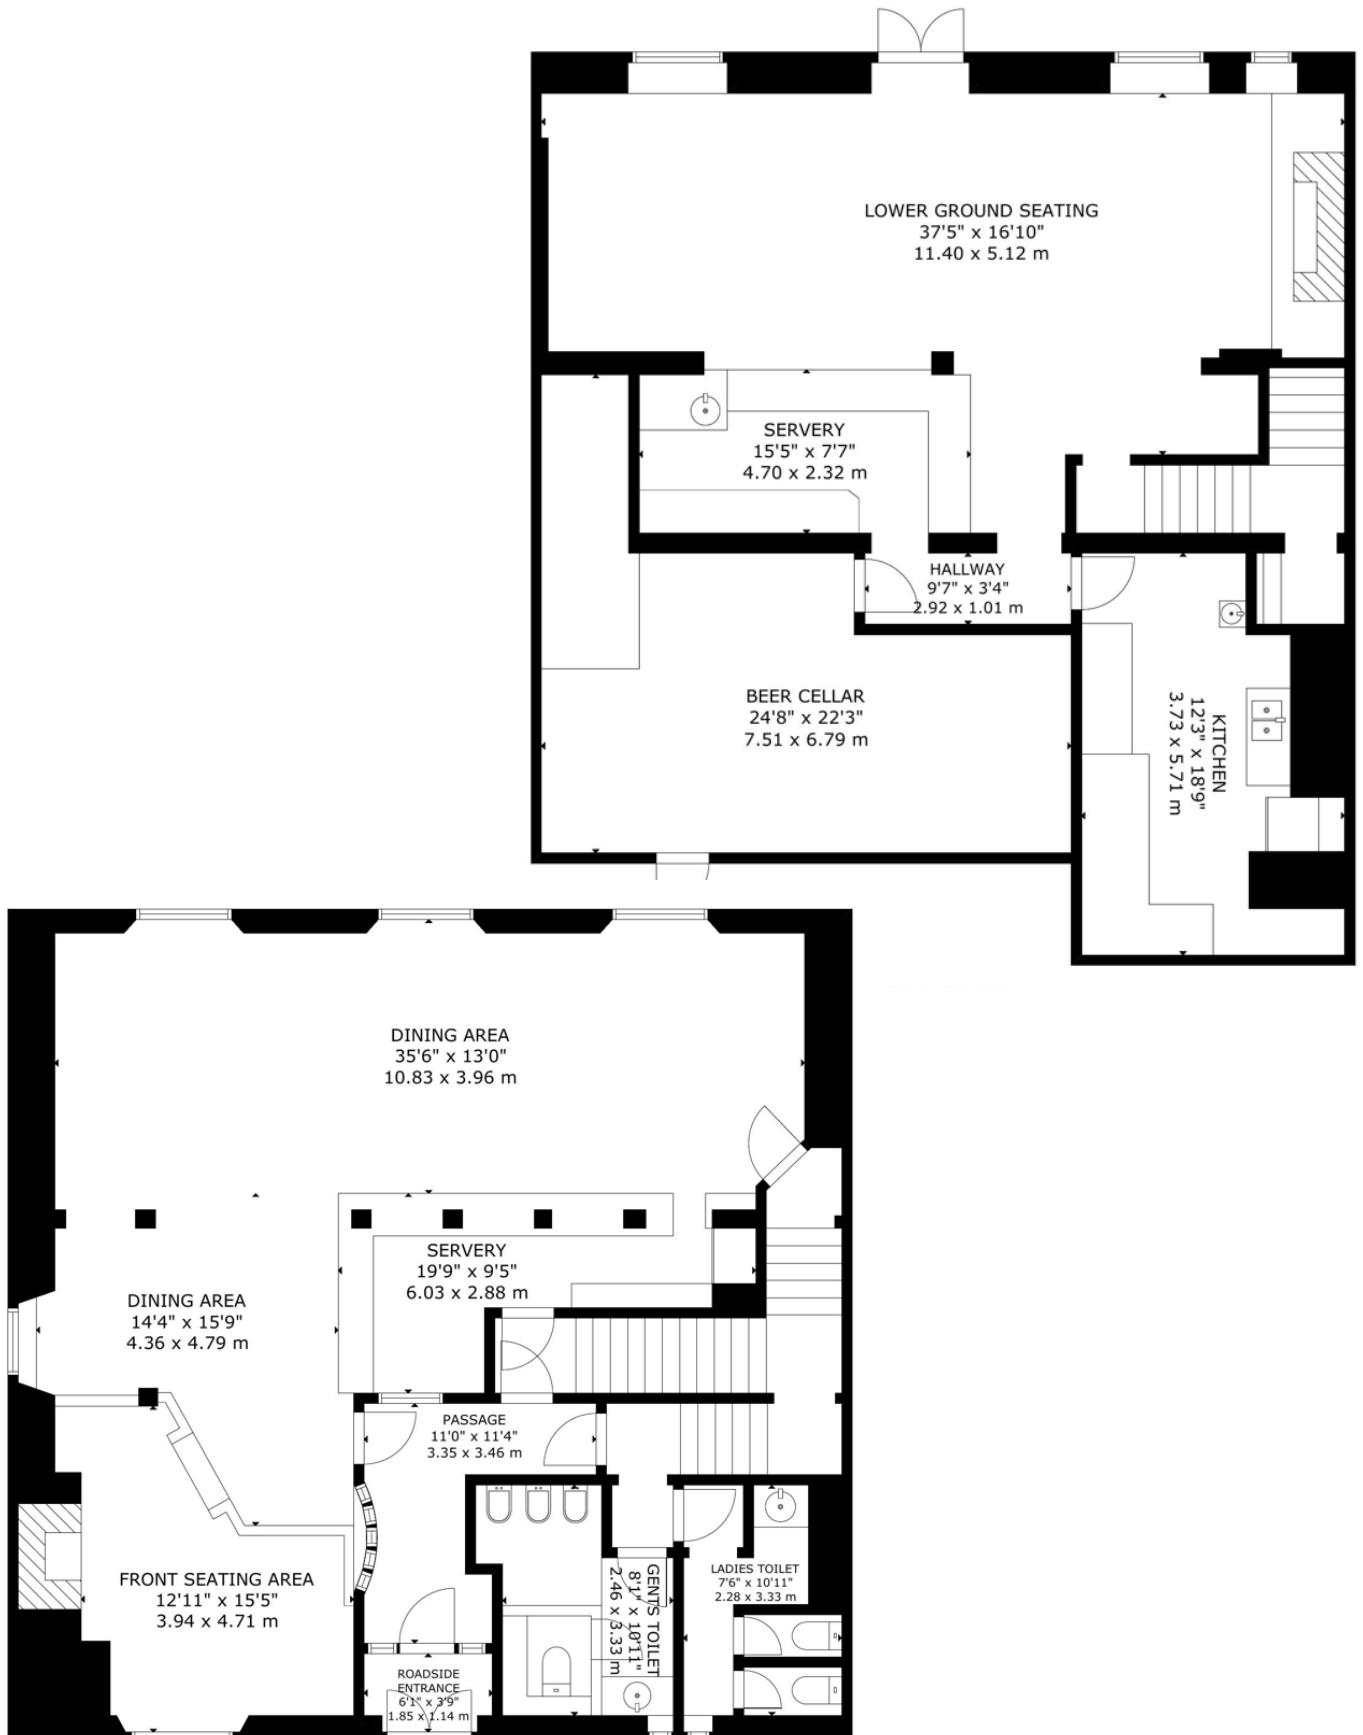 LOWER GROUND SEATING
37'5" x 16'10"
11.40 x 5.12 m
SERVERY
15'5" x 7'7"
4.70 x 2.32 m
HALLWAY
9'7" x 3'4"
2.92 x 1.01 m
BEER CELLAR
24'8" x 22'3"
7.51 x 6.79 m
KITCHEN
12'3" x 18'9"
3.73 x 5.71 m
DINING AREA
35'6" x 13'0"
10.83 x 3.96 m
SERVERY
19'9" x 9'5"
6.03 x 2.88 m
DINING AREA
14'4" x 15'9"
4.36 x 4.79 m
PASSAGE
11'0" x 11'4"
3.35 x 3.46 m
FRONT SEATING AREA
12'11" x 15'5"
3.94 x 4.71 m
GENTS TOILET
8'1" x 10'11"
2.46 x 3.33 m
LADIES TOILET
7'6" x 10'11"
2.28 x 3.33 m
ROADSIDE
ENTRANCE
6'1" x 3'9"
1.85 x 1.14 m